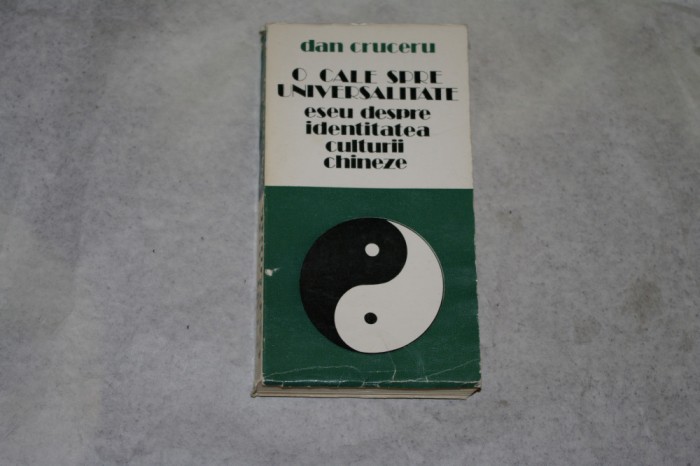 dan cruceru
O CALE SPRE
UNIVERSALITATE
eseu despre
identitatea
culturii
chineze